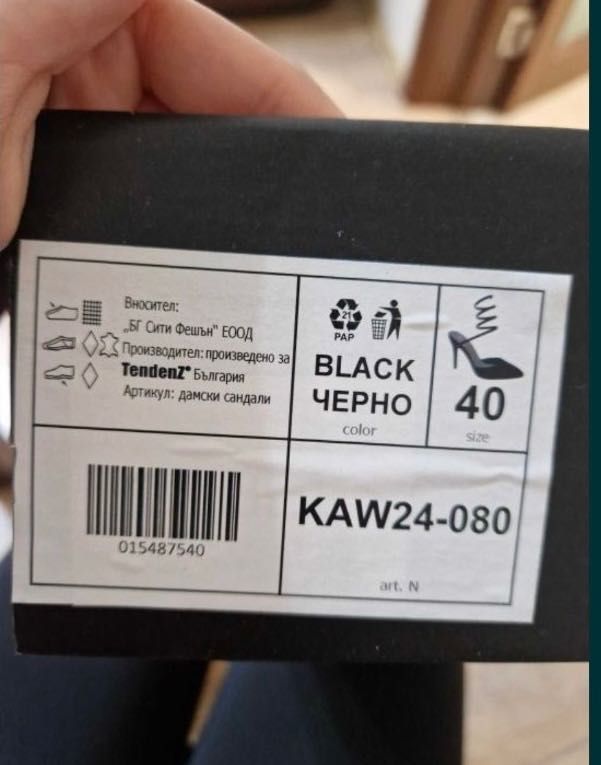 Вносител:
„БГ Сити Фешън" ЕООД
Производител: произведено за
TendenZ® България
Артикул: дамски сандали
21
PAP
BLACK
ЧЕРНО
color
40
size
015487540
KAW24-080
art. N